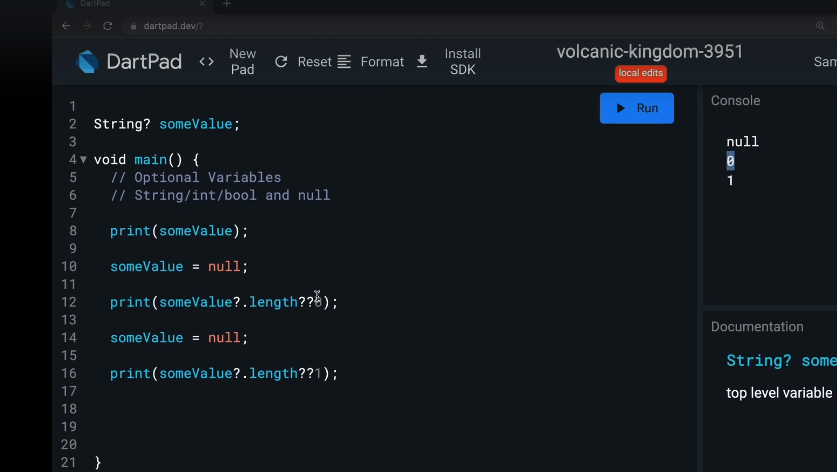 DartPad
dartpad.dev/?
DartPad
<> New Pad
Reset
Format
Install SDK
volcanic-kingdom-3951
local edits
Sam
Run
1
2 String? someValue;
3
4 void main() {
5 // Optional Variables
6 // String/int/bool and null
7
8 print(someValue);
9
10 someValue = null;
11
12 print(someValue?.length??0);
13
14 someValue = null;
15
16 print(someValue?.length??1);
17
18
19
20
21 }
Console
null
0
1
Documentation
String? some
top level variable